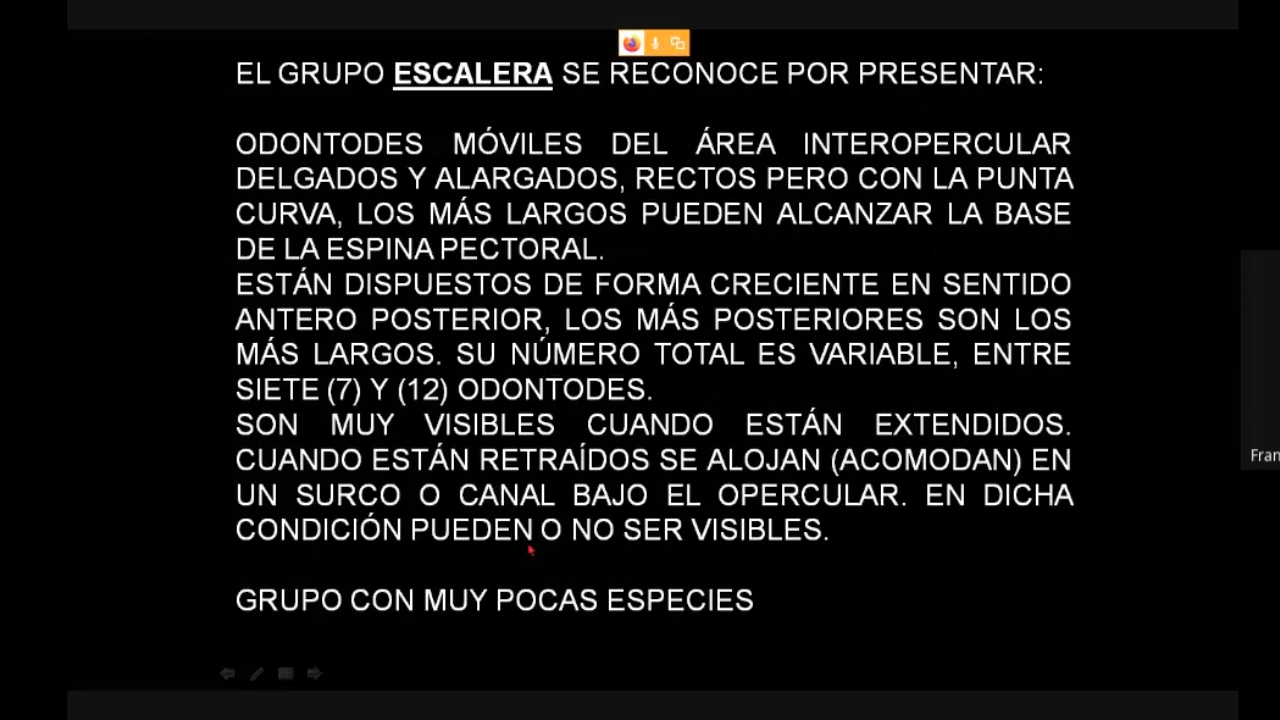 EL GRUPO ESCALERA SE RECONOCE POR PRESENTAR:
ODONTODES MÓVILES DEL ÁREA INTEROPERCULAR
DELGADOS Y ALARGADOS, RECTOS PERO CON LA PUNTA
CURVA, LOS MÁS LARGOS PUEDEN ALCANZAR LA BASE
DE LA ESPINA PECTORAL.
ESTÁN DISPUESTOS DE FORMA CRECIENTE EN SENTIDO
ANTERO POSTERIOR, LOS MÁS POSTERIORES SON LOS
MÁS LARGOS. SU NÚMERO TOTAL ES VARIABLE, ENTRE
SIETE (7) Y (12) ODONTODES.
SON MUY VISIBLES CUANDO ESTÁN EXTENDIDOS.
CUANDO ESTÁN RETRAÍDOS SE ALOJAN (ACOMODAN) EN
UN SURCO O CANAL BAJO EL OPERCULAR. EN DICHA
CONDICIÓN PUEDEN O NO SER VISIBLES.
GRUPO CON MUY POCAS ESPECIES
Fran